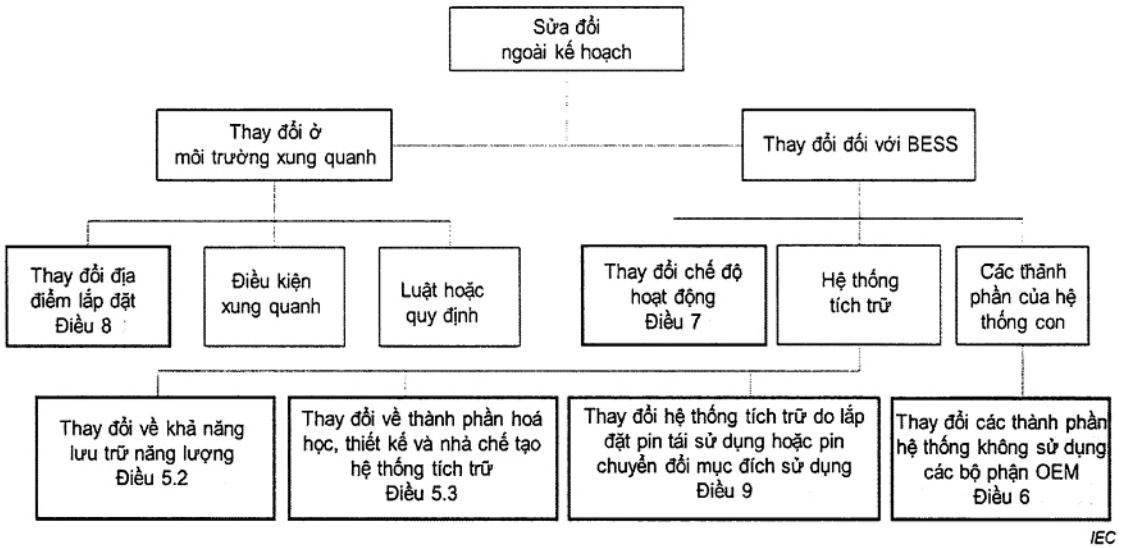 Sửa đổi
ngoài kế hoạch
Thay đổi ở
môi trường xung quanh
Thay đổi đối với BESS
Thay đổi địa
điểm lắp đặt
Điều 8
Điều kiện
xung quanh
Luật hoặc
quy định
Thay đổi chế độ
hoạt động
Điều 7
Hệ thống
tích trữ
Các thành
phần của hệ
thống con
Thay đổi về khả năng
lưu trữ năng lượng
Điều 5.2
Thay đổi về thành phần hoá
học, thiết kế và nhà chế tạo
hệ thống tích trữ
Điều 5.3
Thay đổi hệ thống tích trữ do lắp
đặt pin tái sử dụng hoặc pin
chuyển đổi mục đích sử dụng
Điều 9
Thay đổi các thành phần
hệ thống không sử dụng
các bộ phận OEM
Điều 6
IEC